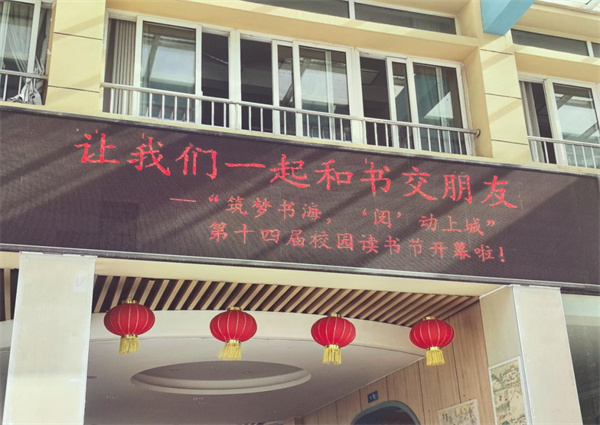 让我们一起和书交朋友
——“筑梦书海，‘闵’动上城”
第十四届校园读书节开幕啦！